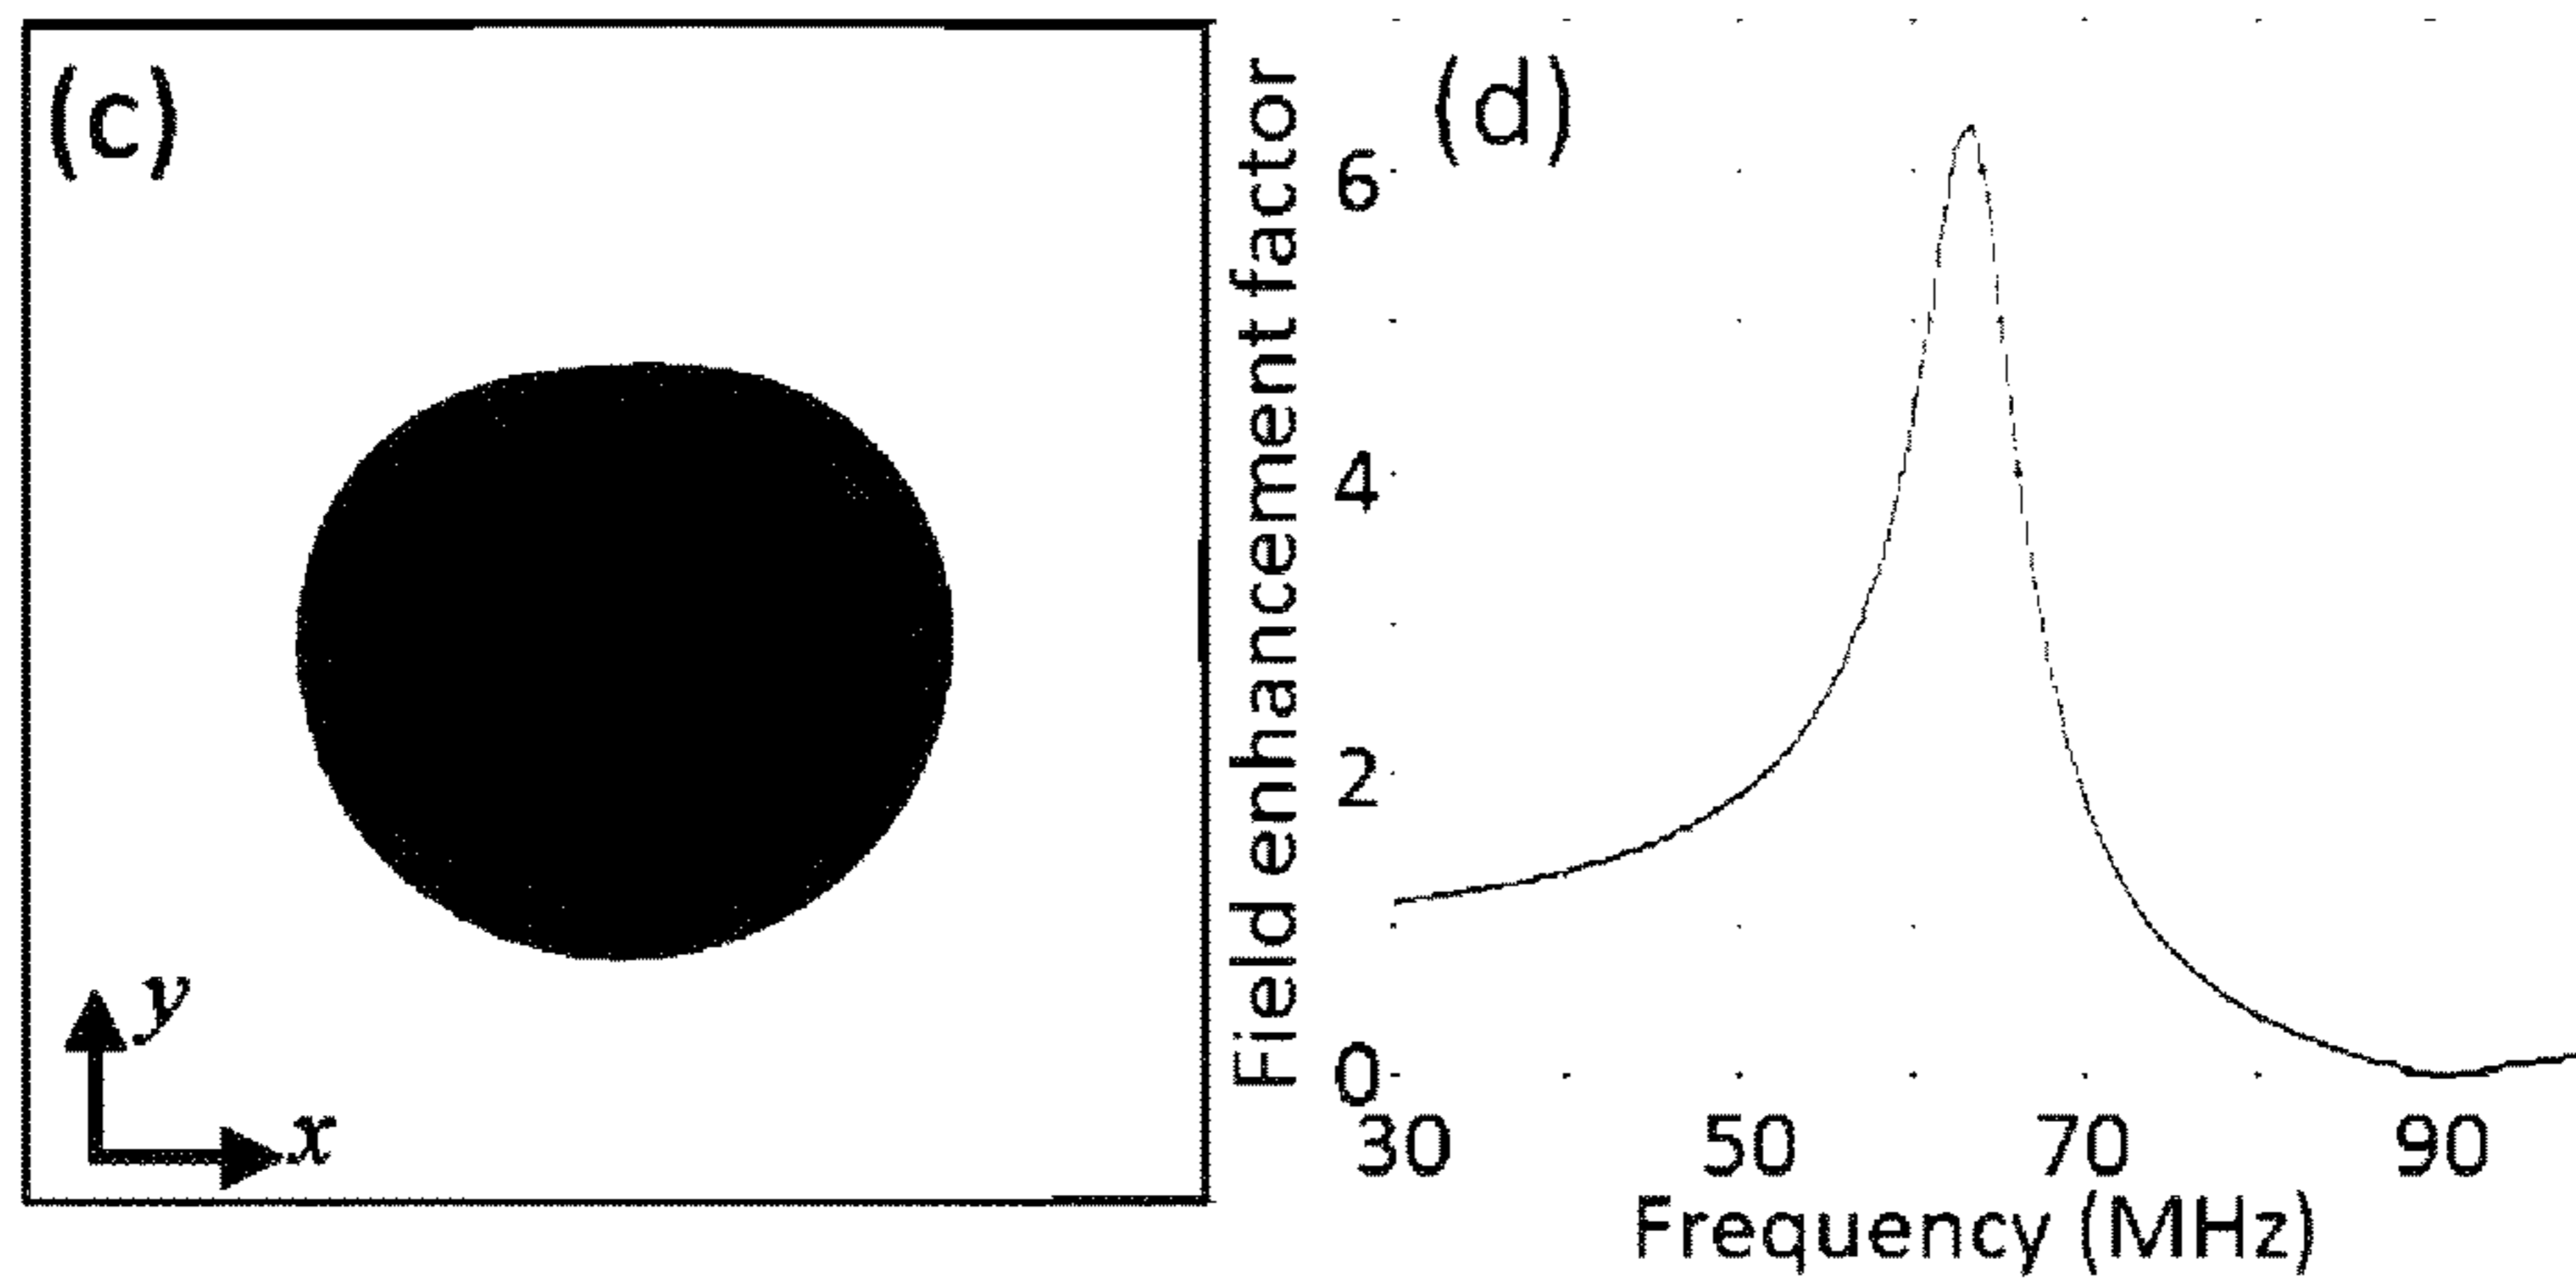 (c)
y
x
(d)
Field enhancement factor
6
4
2
0
30 50 70 90
Frequency (MHz)